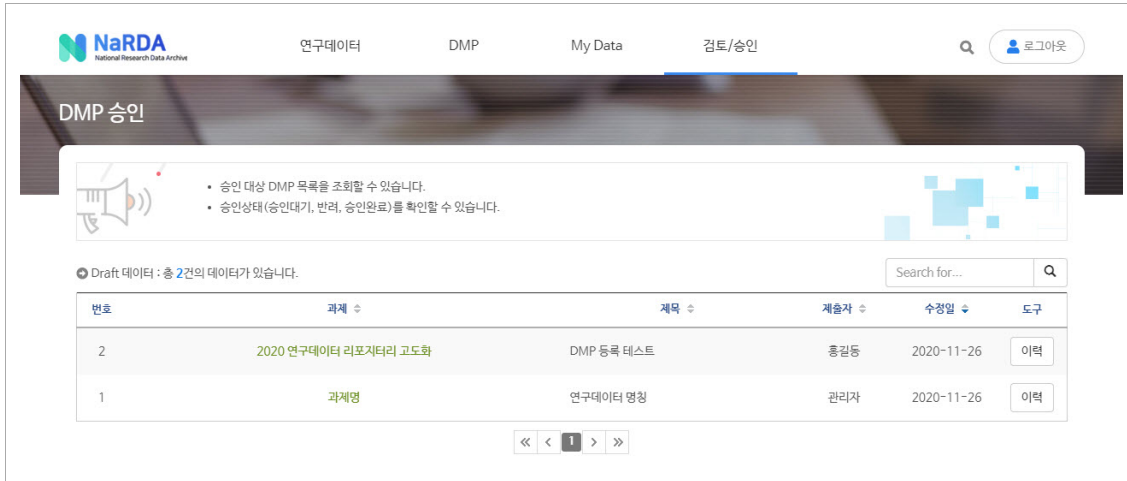 NaRDA
National Research Data Archive
연구데이터 DMP My Data 검토/승인 로그아웃
DMP 승인
• 승인 대상 DMP 목록을 조회할 수 있습니다.
• 승인상태(승인대기, 반려, 승인완료)를 확인할 수 있습니다.
Draft 데이터 : 총 2건의 데이터가 있습니다. Search for...
번호 과제 제목 제출자 수정일 도구
2 2020 연구데이터 리포지터리 고도화 DMP 등록 테스트 홍길동 2020-11-26 이력
1 과제명 연구데이터 명칭 관리자 2020-11-26 이력
« < 1 > »